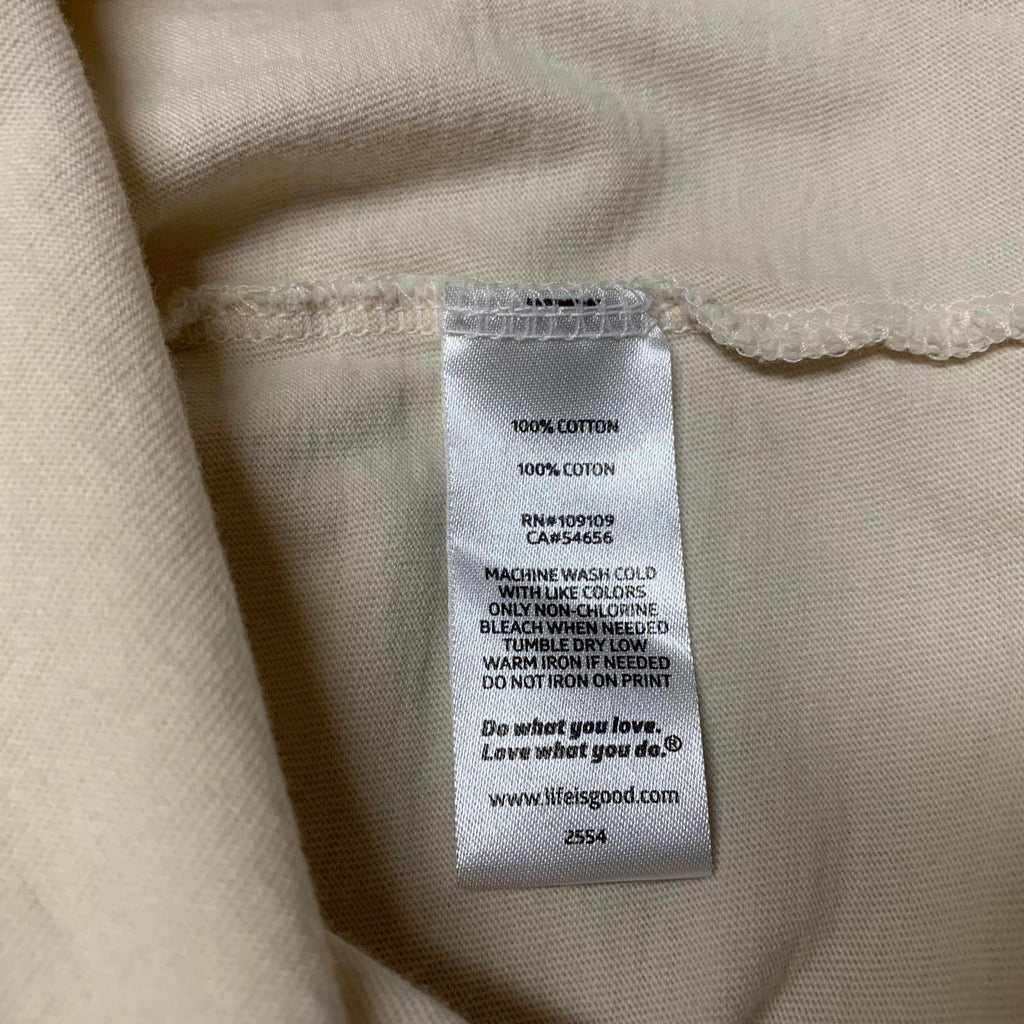 100% COTTON
100% COTON
RN#109109
CA#54656
MACHINE WASH COLD
WITH LIKE COLORS
ONLY NON-CHLORINE
BLEACH WHEN NEEDED
TUMBLE DRY LOW
WARM IRON IF NEEDED
DO NOT IRON ON PRINT
Do what you love.
Love what you do.®
www.lifeisgood.com
2554